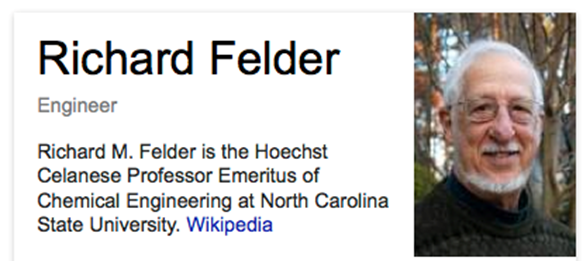 Richard Felder
Engineer
Richard M. Felder is the Hoechst
Celanese Professor Emeritus of
Chemical Engineering at North Carolina
State University. Wikipedia